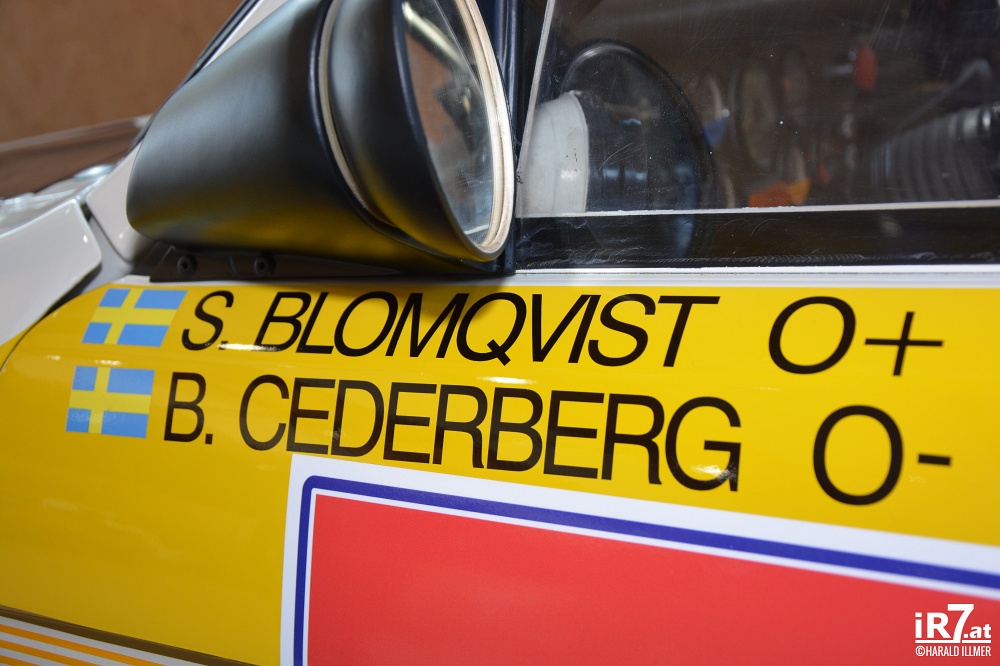 S. BLOMQVIST O+
B. CEDERBERG O-
iR7.at
©HARALD ILLMER